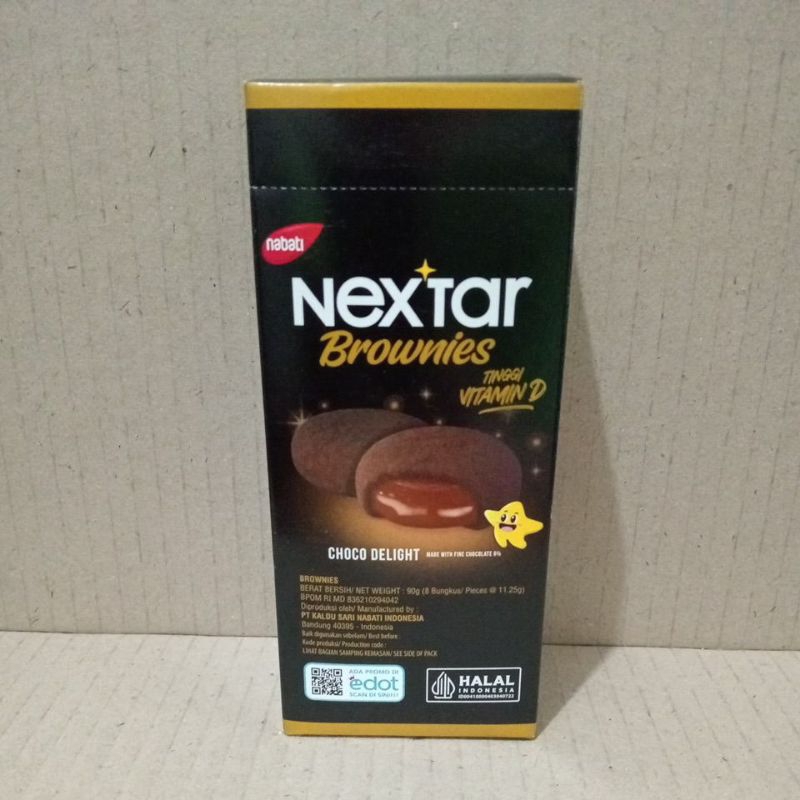 nabati
NexTar
Brownies
TINGGI
VITAMIN D
CHOCO DELIGHT MADE WITH FINE CHOCOLATE 6%
BROWNIES
BERAT BERSIH/ NET WEIGHT : 90g (8 Bungkus/ Pieces @ 11.25g)
BPOM RI MD 836210294042
Diproduksi oleh/ Manufactured by :
PT KALDU SARI NABATI INDONESIA
Bandung 40395 - Indonesia
Baik digunakan sebelum/ Best before :
Kode produksi/ Production code :
LIHAT BAGIAN SAMPING KEMASAN/ SEE SIDE OF PACK
ADA PROMO DI
edot
SCAN DI SINI!!!
HALAL
INDONESIA